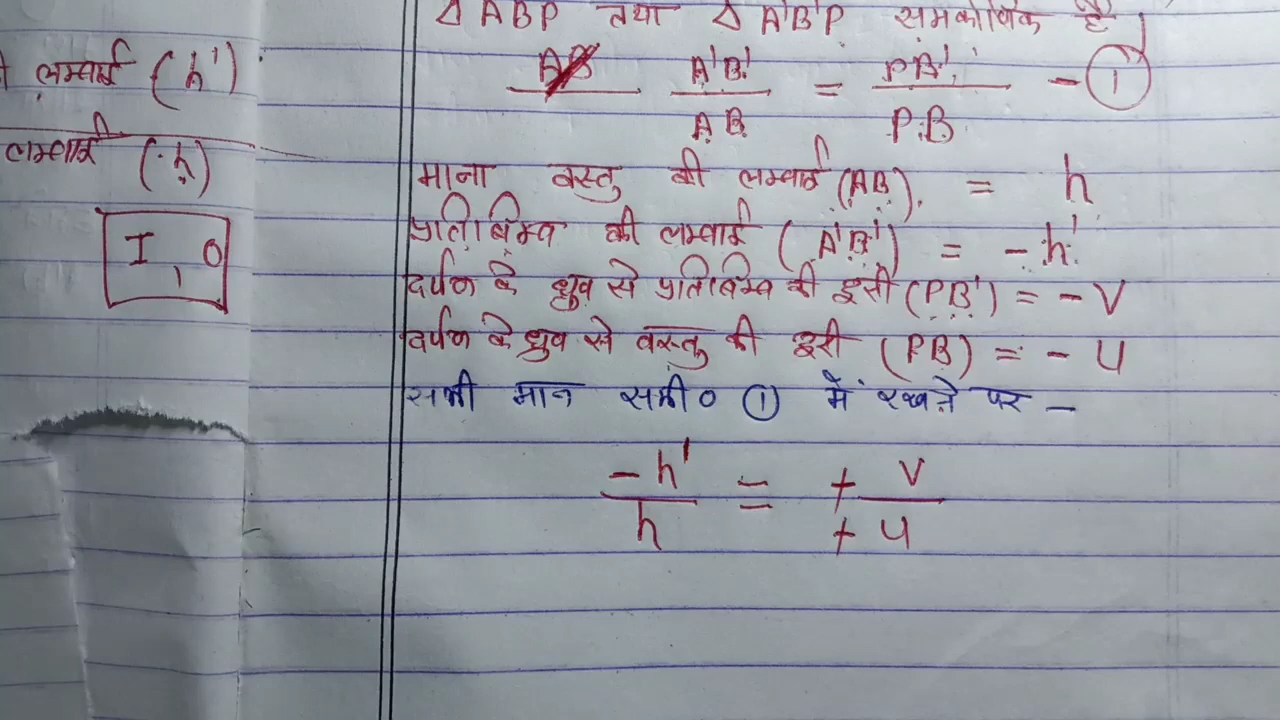 लम्बाई (h')
लम्बाई (h)
I, O
Δ ABP तथा Δ A'B'P समकोणिक है
AB A'B'/AB = PB'/PB - ①
माना वस्तु की लम्बाई (AB) = h
प्रतिबिम्ब की लम्बाई (A'B') = - h'
दर्पण के ध्रुव से प्रतिबिम्ब की दूरी (PB') = - v
दर्पण के ध्रुव से वस्तु की दूरी (PB) = - u
सभी मान समी० ① में रखने पर -
- h'/h = + v/+ u